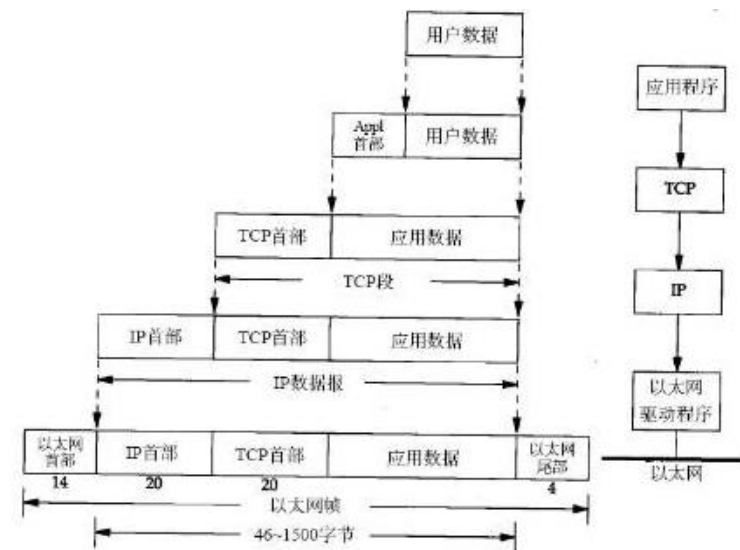 用户数据
应用程序
Appl
首部
用户数据
TCP
TCP首部
应用数据
TCP段
IP
IP首部
TCP首部
应用数据
IP数据报
以太网
驱动程序
以太网
首部
IP首部
TCP首部
应用数据
以太网
尾部
以太网
14
20
20
4
以太网帧
46~1500字节